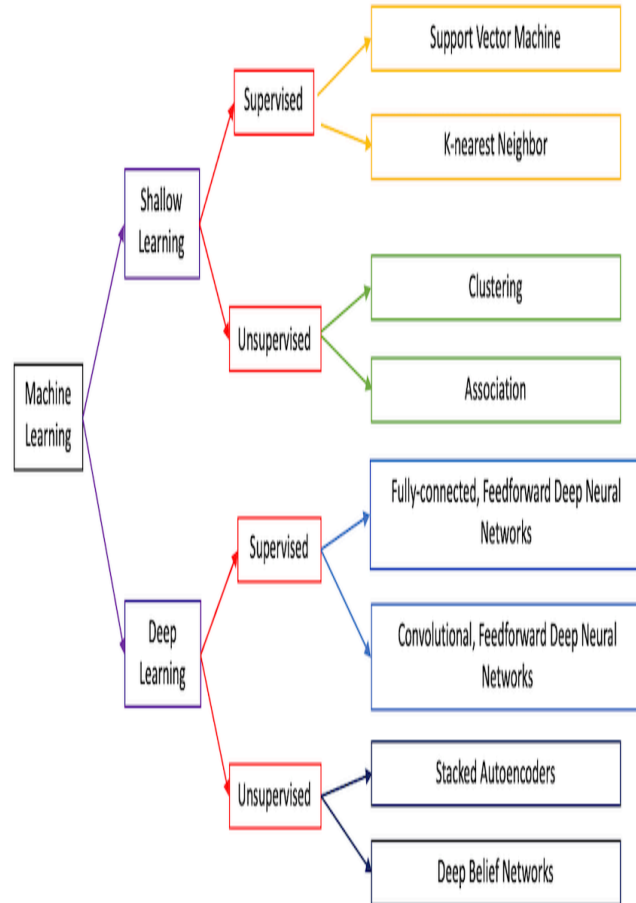 Support Vector Machine
Supervised
K-nearest Neighbor
Shallow
Learning
Clustering
Unsupervised
Association
Machine
Learning
Fully-connected, Feedforward Deep Neural
Networks
Supervised
Convolutional, Feedforward Deep Neural
Networks
Deep
Learning
Stacked Autoencoders
Unsupervised
Deep Belief Networks